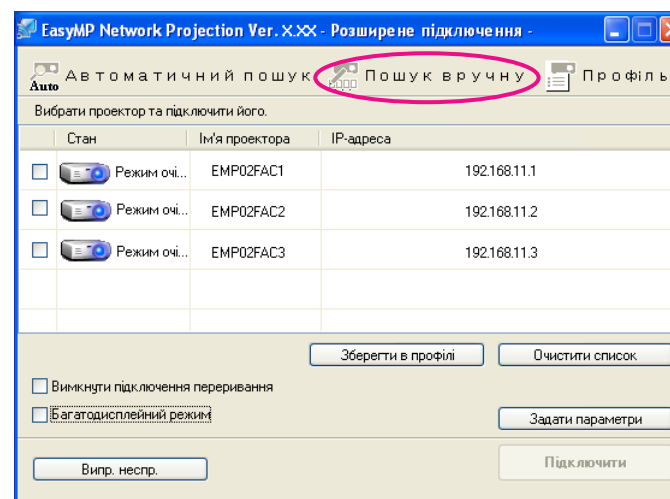 EasyMP Network Projection Ver. X.XX - Розширене підключення -
Auto Автоматичний пошук Пошук вручну Профіль
Вибрати проектор та підключити його.
Стан Ім'я проектора IP-адреса
Режим очі... EMP02FAC1 192.168.11.1
Режим очі... EMP02FAC2 192.168.11.2
Режим очі... EMP02FAC3 192.168.11.3
Зберегти в профілі Очистити список
Вимкнути підключення переривання
Багатодисплейний режим Задати параметри
Випр. неспр. Підключити